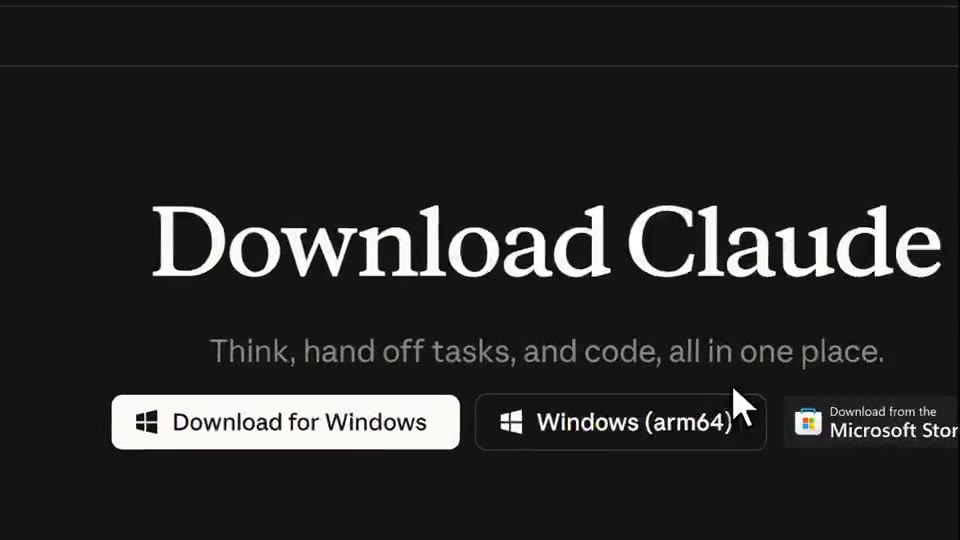 Download Claude
Think, hand off tasks, and code, all in one place.
Download for Windows
Windows (arm64)
Download from the
Microsoft